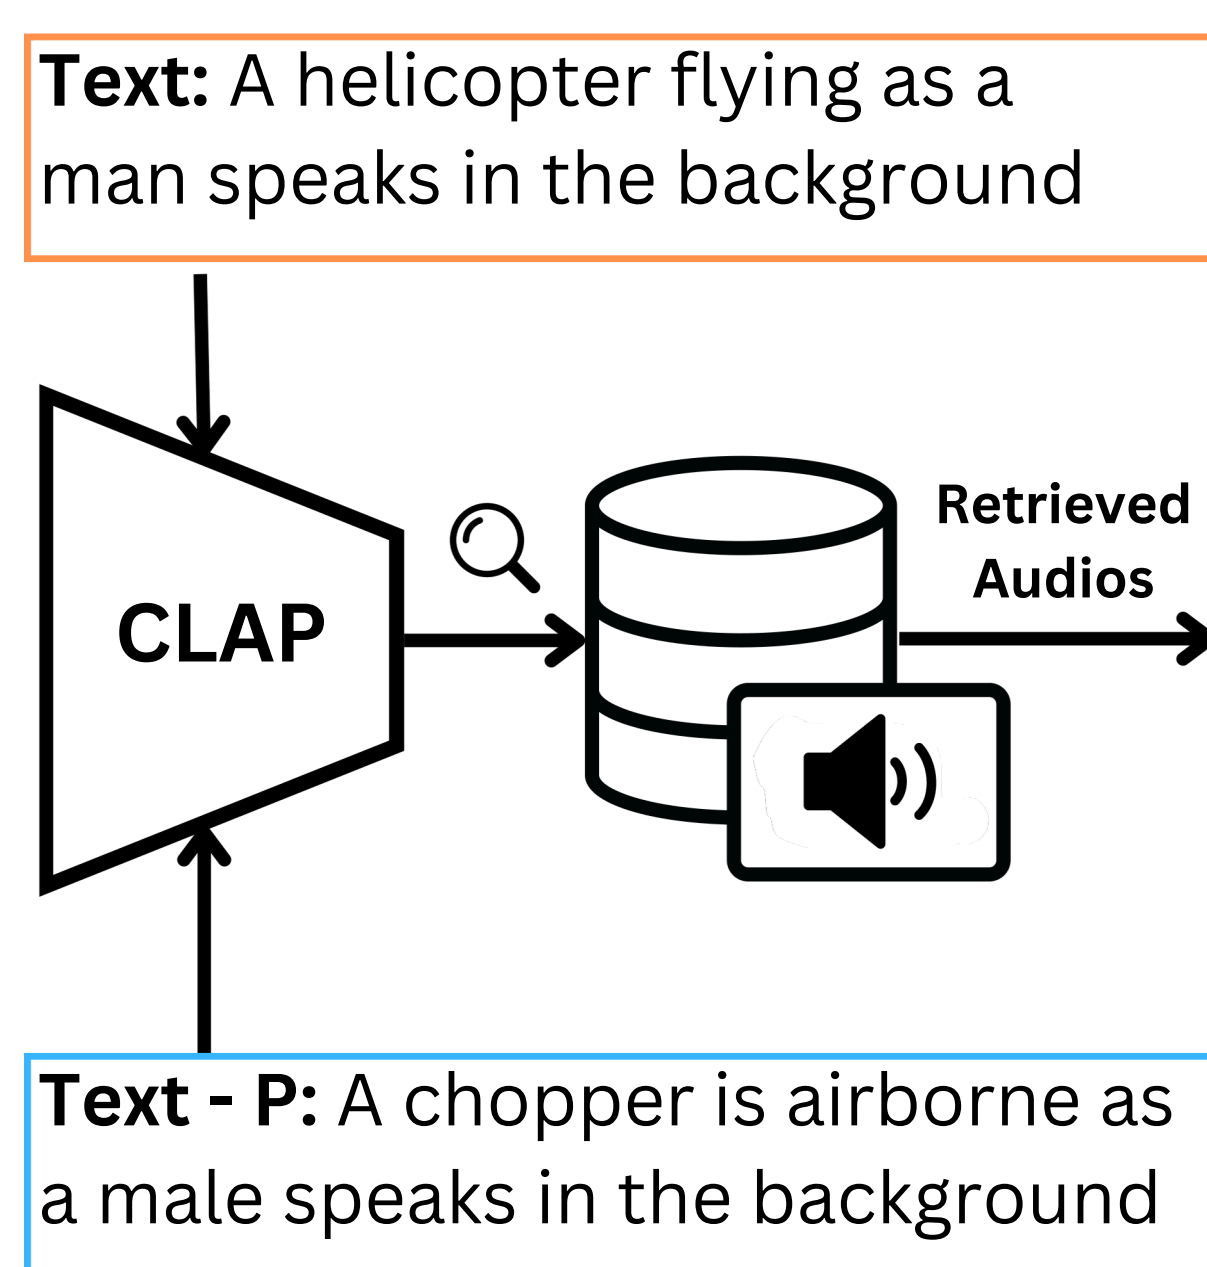 Text: A helicopter flying as a
man speaks in the background
Retrieved
Audios
CLAP
Text - P: A chopper is airborne as
a male speaks in the background